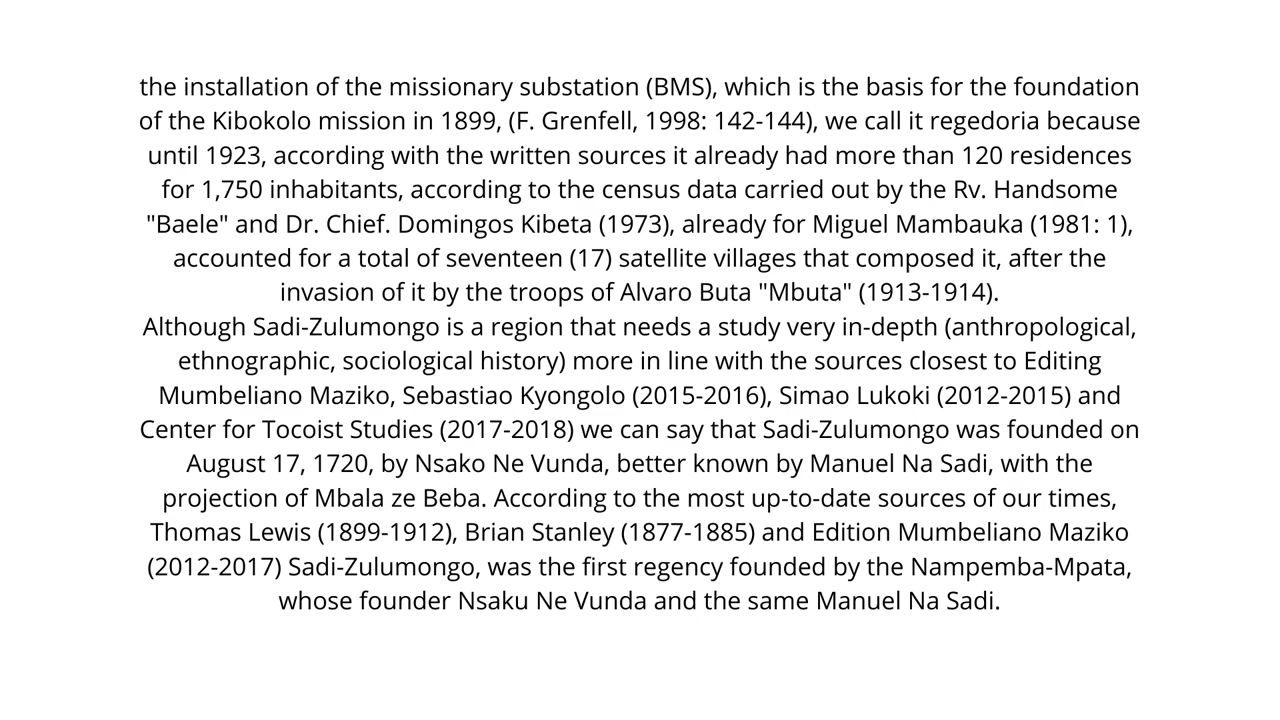 the installation of the missionary substation (BMS), which is the basis for the foundation
of the Kibokolo mission in 1899, (F. Grenfell, 1998: 142-144), we call it regedoria because
until 1923, according with the written sources it already had more than 120 residences
for 1,750 inhabitants, according to the census data carried out by the Rv. Handsome
"Baele" and Dr. Chief. Domingos Kibeta (1973), already for Miguel Mambauka (1981: 1),
accounted for a total of seventeen (17) satellite villages that composed it, after the
invasion of it by the troops of Alvaro Buta "Mbuta" (1913-1914).
Although Sadi-Zulumongo is a region that needs a study very in-depth (anthropological,
ethnographic, sociological history) more in line with the sources closest to Editing
Mumbeliano Maziko, Sebastiao Kyongolo (2015-2016), Simao Lukoki (2012-2015) and
Center for Tocoist Studies (2017-2018) we can say that Sadi-Zulumongo was founded on
August 17, 1720, by Nsako Ne Vunda, better known by Manuel Na Sadi, with the
projection of Mbala ze Beba. According to the most up-to-date sources of our times,
Thomas Lewis (1899-1912), Brian Stanley (1877-1885) and Edition Mumbeliano Maziko
(2012-2017) Sadi-Zulumongo, was the first regency founded by the Nampemba-Mpata,
whose founder Nsaku Ne Vunda and the same Manuel Na Sadi.